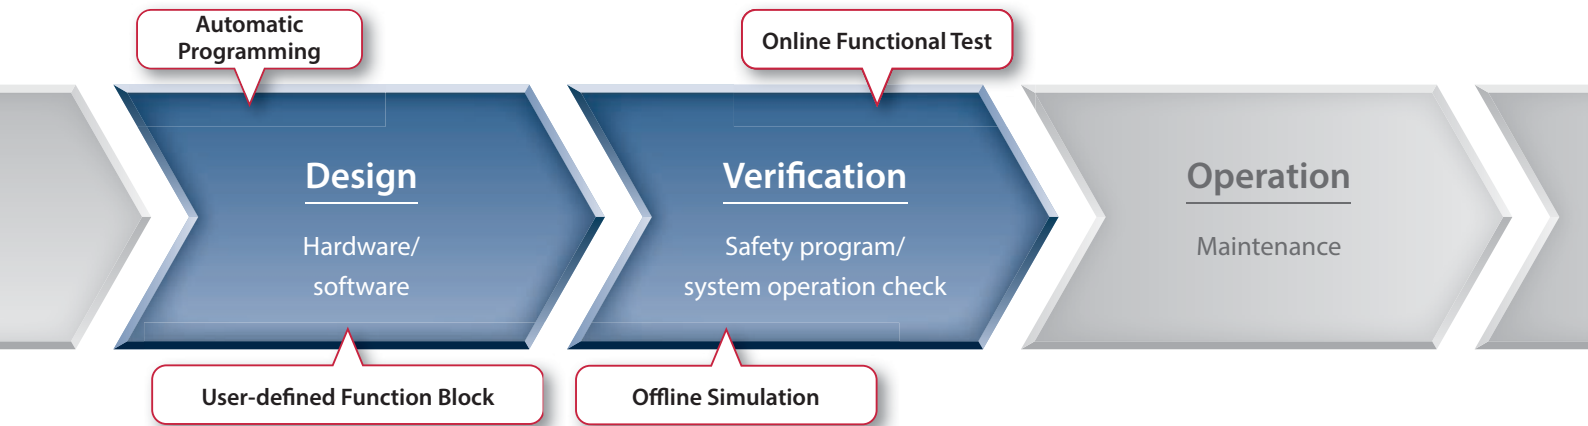 Automatic
Programming
Online Functional Test
Design
Hardware/
software
Verification
Safety program/
system operation check
Operation
Maintenance
User-defined Function Block
Offline Simulation